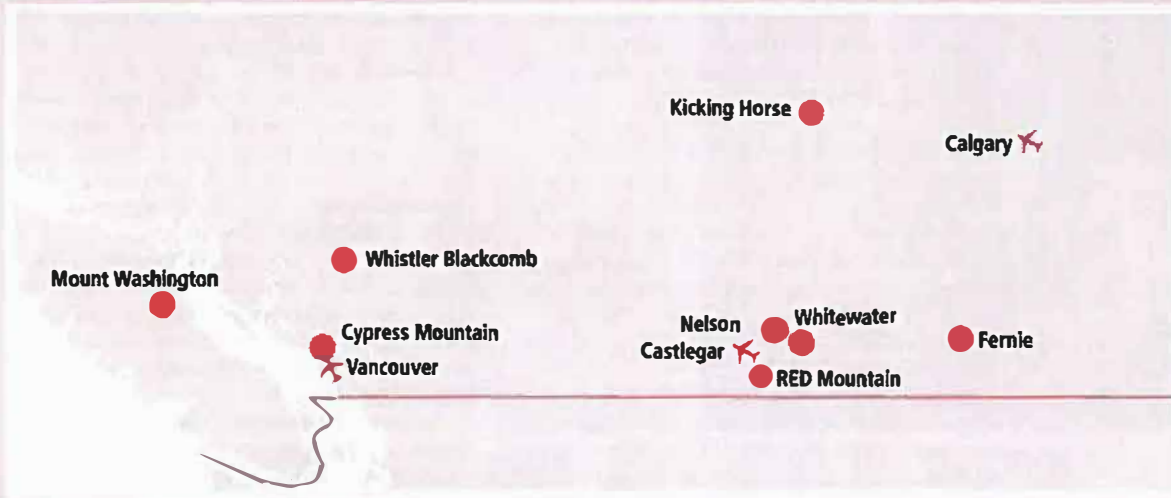 Kicking Horse
Calgary
Whistler Blackcomb
Mount Washington
Cypress Mountain
Vancouver
Nelson
Whitewater
Castlegar
Fernie
RED Mountain